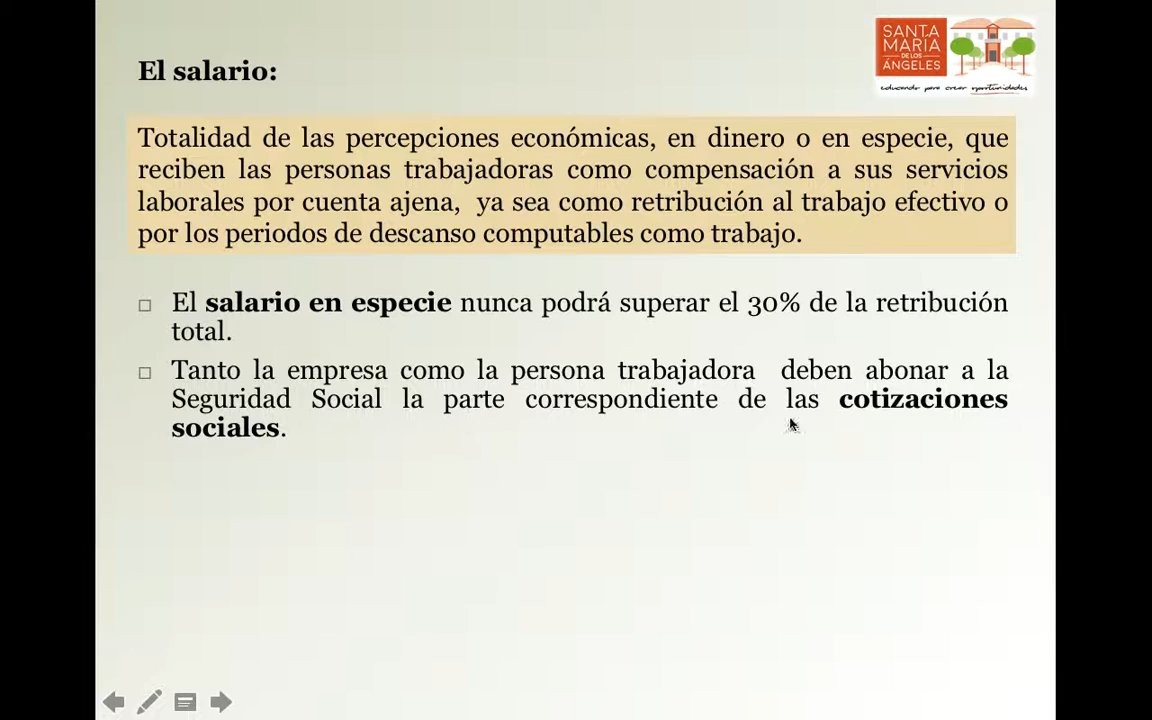 SANTA
MARÍA
DE LOS
ÁNGELES
educando para crear oportunidades
El salario:
Totalidad de las percepciones económicas, en dinero o en especie, que
reciben las personas trabajadoras como compensación a sus servicios
laborales por cuenta ajena, ya sea como retribución al trabajo efectivo o
por los periodos de descanso computables como trabajo.
El salario en especie nunca podrá superar el 30% de la retribución
total.
Tanto la empresa como la persona trabajadora deben abonar a la
Seguridad Social la parte correspondiente de las cotizaciones
sociales.